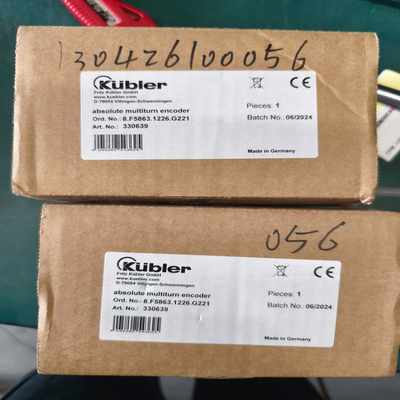 130426100056
Kübler
Fritz Kübler GmbH
www.kuebler.com
D-78054 Villingen-Schwenningen
absolute multiturn encoder
Ord. No.: 8.F5863.1226.G221
Art. No.: 330639
CE
Pieces: 1
Batch No. 06/2024
Made in Germany
056
Kübler
Fritz Kübler GmbH
www.kuebler.com
D-78054 Villingen-Schwenningen
absolute multiturn encoder
Ord. No.: 8.F5863.1226.G221
Art. No.: 330639
CE
Pieces: 1
Batch No. 06/2024
Made in Germany